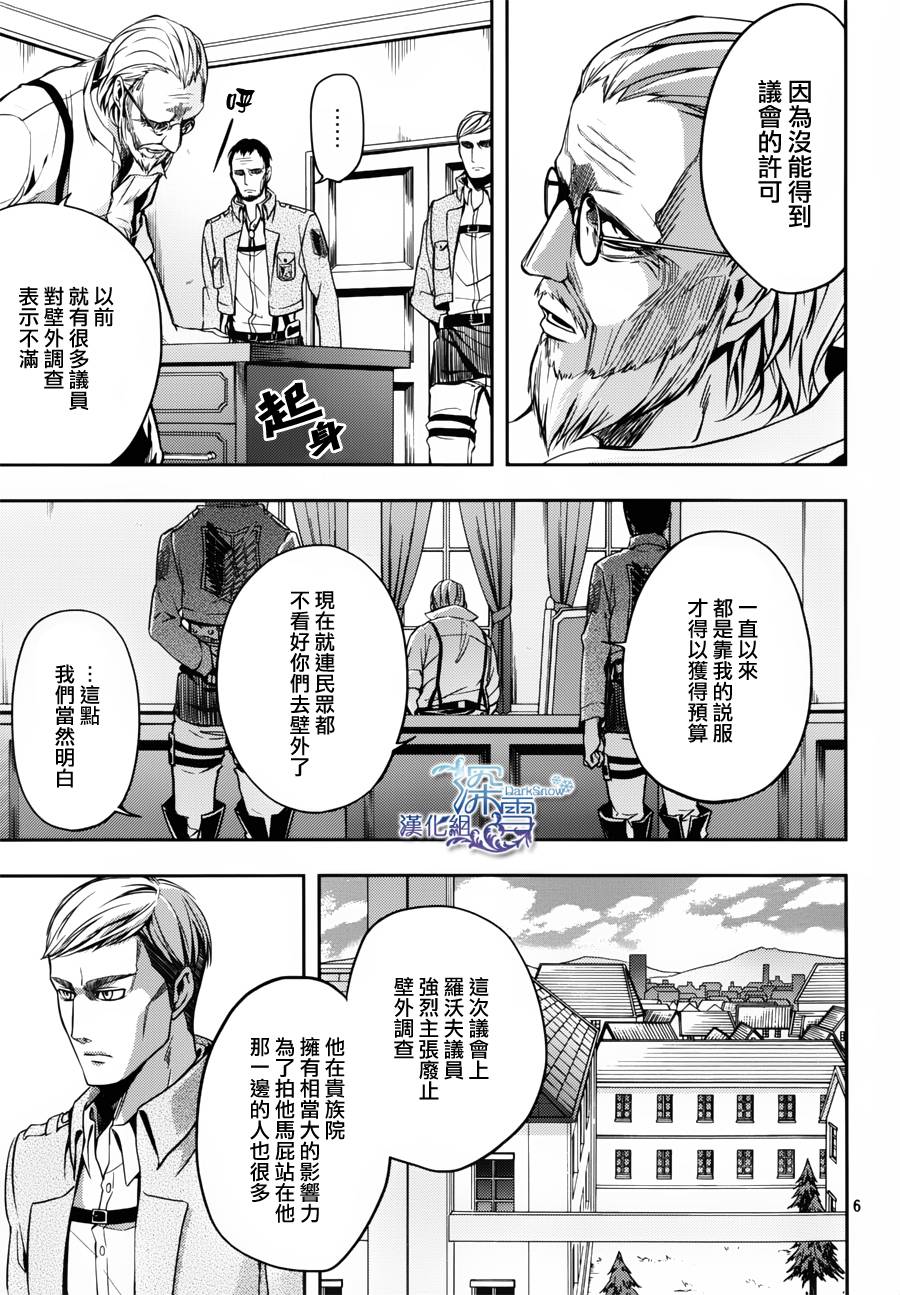 因為沒能得到
議會的許可
……
呼
起身
以前
就有很多議員
對壁外調查
表示不滿
一直以來
都是靠我的說服
才得以獲得預算
現在就連民眾都
不看好你們去壁外了
…這點
我們當然明白
深雪
DarkSnow
漢化組
這次議會上
羅沃夫議員
強烈主張廢止
壁外調查
他在貴族院
擁有相當大的影響力
為了拍他馬屁站在他
那一邊的人也很多
6